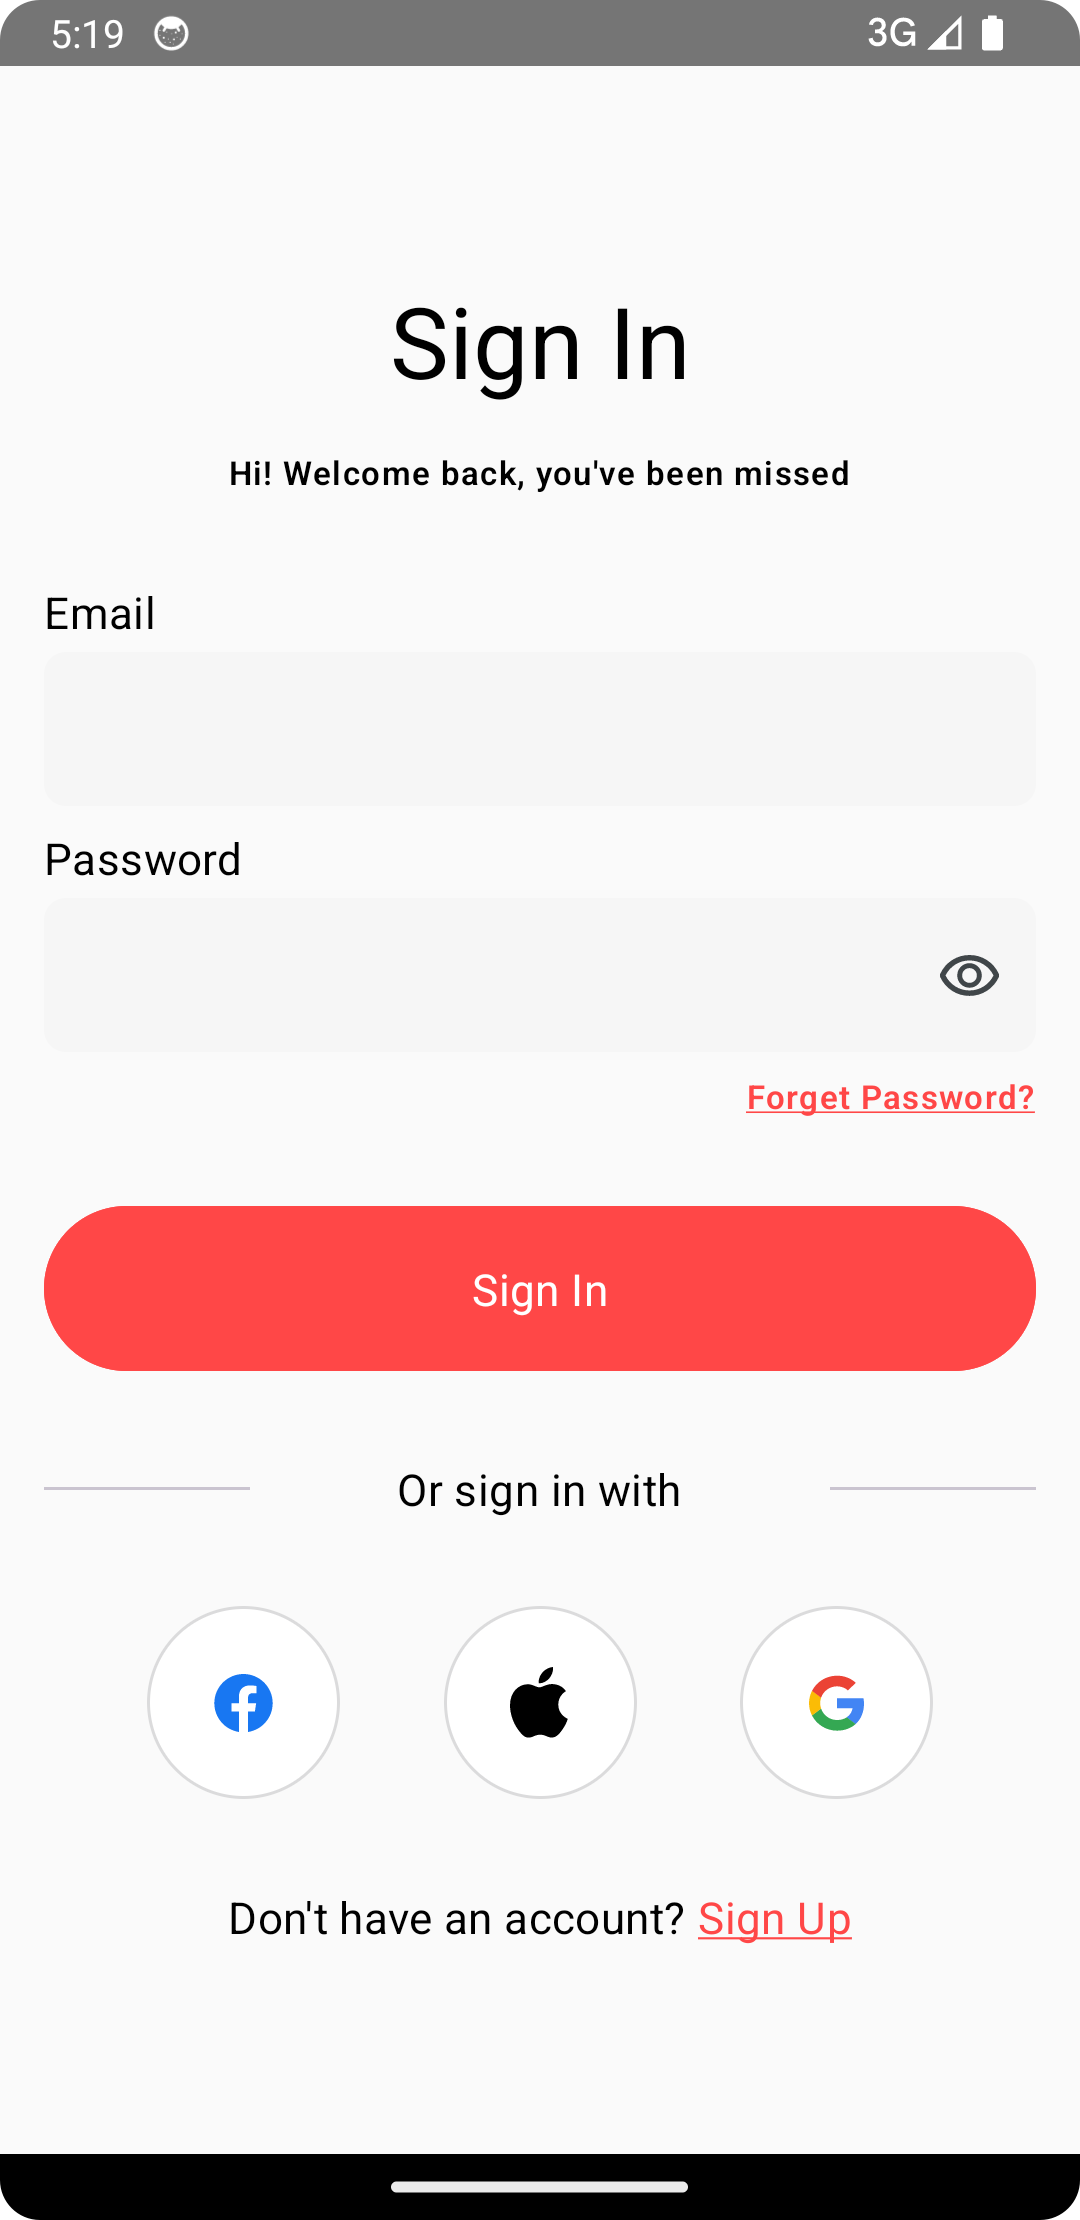 5:19 3G
Sign In
Hi! Welcome back, you've been missed
Email
Password
Forget Password?
Sign In
Or sign in with
Don't have an account? Sign Up